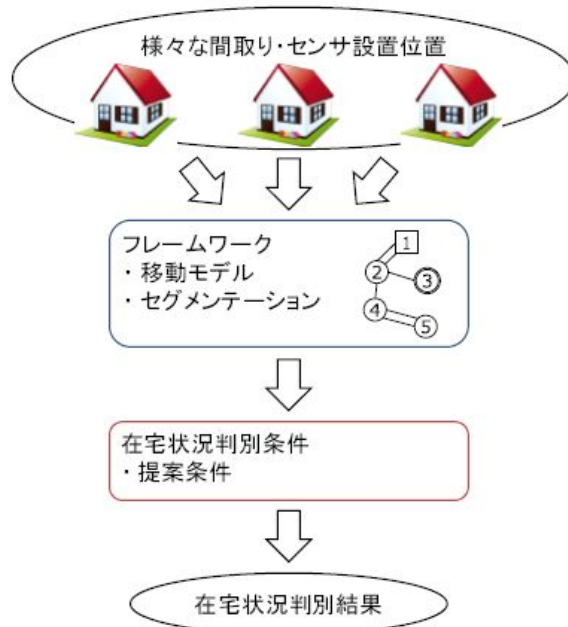 様々な間取り・センサ設置位置
フレームワーク
・移動モデル
・セグメンテーション
1
2
3
4
5
在宅状況判別条件
・提案条件
在宅状況判別結果